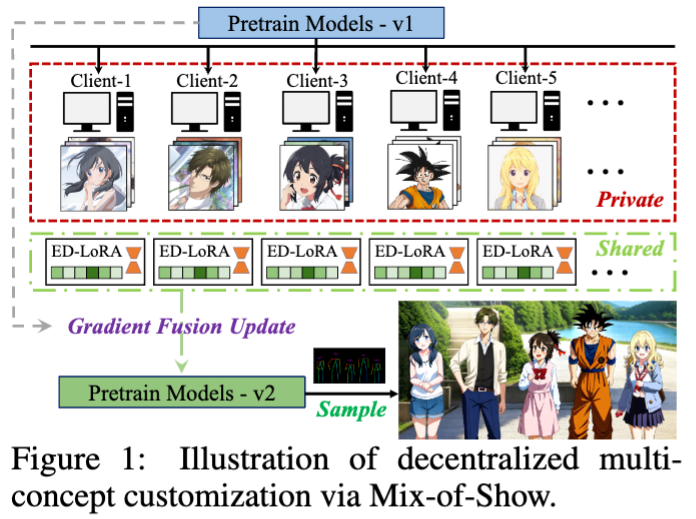 Pretrain Models - v1
Client-1 Client-2 Client-3 Client-4 Client-5
...
...
Private
ED-LoRA ED-LoRA ED-LoRA ED-LoRA ED-LoRA Shared
...
Gradient Fusion Update
Pretrain Models - v2
Sample
Figure 1: Illustration of decentralized multi-
concept customization via Mix-of-Show.